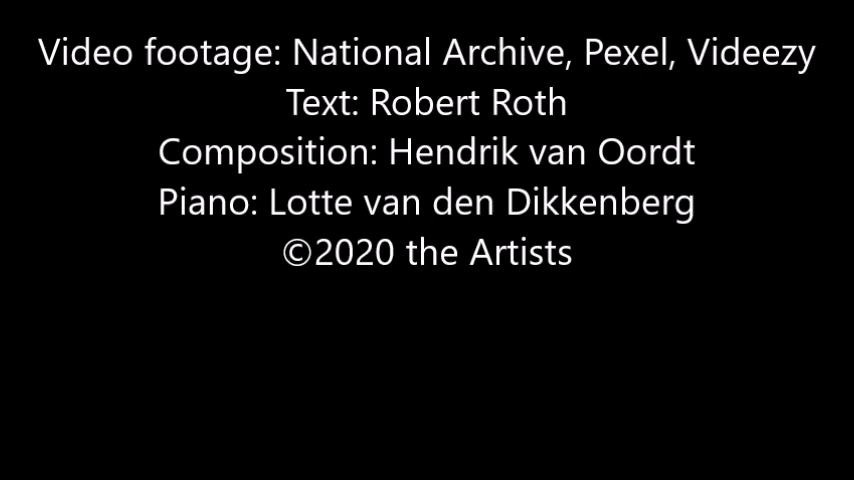 Video footage: National Archive, Pexel, Videezy
Text: Robert Roth
Composition: Hendrik van Oordt
Piano: Lotte van den Dikkenberg
©2020 the Artists